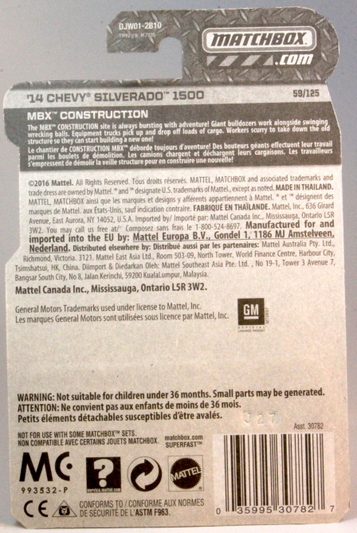 DJW01-2B10
MATCHBOX
.com
'14 CHEVY SILVERADO 1500
59/125
MBX™ CONSTRUCTION
The MBX™ CONSTRUCTION site is always bustling with adventure! Giant bulldozers work alongside swinging
wrecking balls. Equipment trucks pick up and drop off loads of cargo. Workers scurry to take down the old
structure so they can start building a new one!
Le chantier de CONSTRUCTION MBX™ déborde toujours d'aventure! Des bouteurs géants effectuent leur travail
parmi les boulets de démolition. Les camions chargent et déchargent leurs cargaisons. Les travailleurs
s'empressent de démolir la veille structure pour en construire une nouvelle!
©2016 Mattel. All Rights Reserved. Tous droits réservés. MATTEL, MATCHBOX and associated trademarks and
trade dress are owned by Mattel. ® and ™ designate U.S. trademarks of Mattel, except as noted. MADE IN THAILAND.
MATTEL, MATCHBOX ainsi que les marques et designs y afférents appartiennent à Mattel. ® et ™ désignent des
marques de Mattel aux États-Unis, sauf indication contraire. FABRIQUÉ EN THAÏLANDE. Mattel, Inc., 636 Girard
Avenue, East Aurora, NY 14052, U.S.A. Imported by/ Importé par: Mattel Canada Inc., Mississauga, Ontario L5R
3W2. You may call us free at/ Composez sans frais le 1-800-524-8697. Manufactured for and
imported into the EU by: Mattel Europa B.V., Gondel 1, 1186 MJ Amstelveen,
Nederland. Distributed elsewhere by: Distribué aussi par les partenaires: Mattel Australia Pty. Ltd.,
Richmond, Victoria. 3121. Mattel East Asia Ltd., Room 503-09, North Tower, World Finance Centre, Harbour City,
Tsimshatsui, HK, China. Diimport & Diedarkan Oleh: Mattel Southeast Asia Pte. Ltd. , No 19-1, Tower 3 Avenue 7,
Bangsar South City, No 8, Jalan Kerinchi, 59200 KualaLumpur, Malaysia.
Mattel Canada Inc., Mississauga, Ontario L5R 3W2.
General Motors Trademarks used under license to Mattel, Inc.
Les marques General Motors sont utilisées sous licence par Mattel Inc.
GM
OFFICIAL
LICENSED PRODUCT
WARNING: Not suitable for children under 36 months. Small parts may be generated.
ATTENTION: Ne convient pas aux enfants de moins de 36 mois.
Petits éléments détachables susceptibles d'être avalés.
Asst. 30782
NOT FOR USE WITH SOME MATCHBOX™ SETS.
NON COMPATIBLE AVEC CERTAINS JOUETS MATCHBOX.
matchbox.com
SUPERFAST™
MC
993532-P
?
MATTEL
CE
CONFORMS TO / CONFORME AUX NORMES
DE SÉCURITÉ DE L'ASTM F963.
0 35995 30782 7